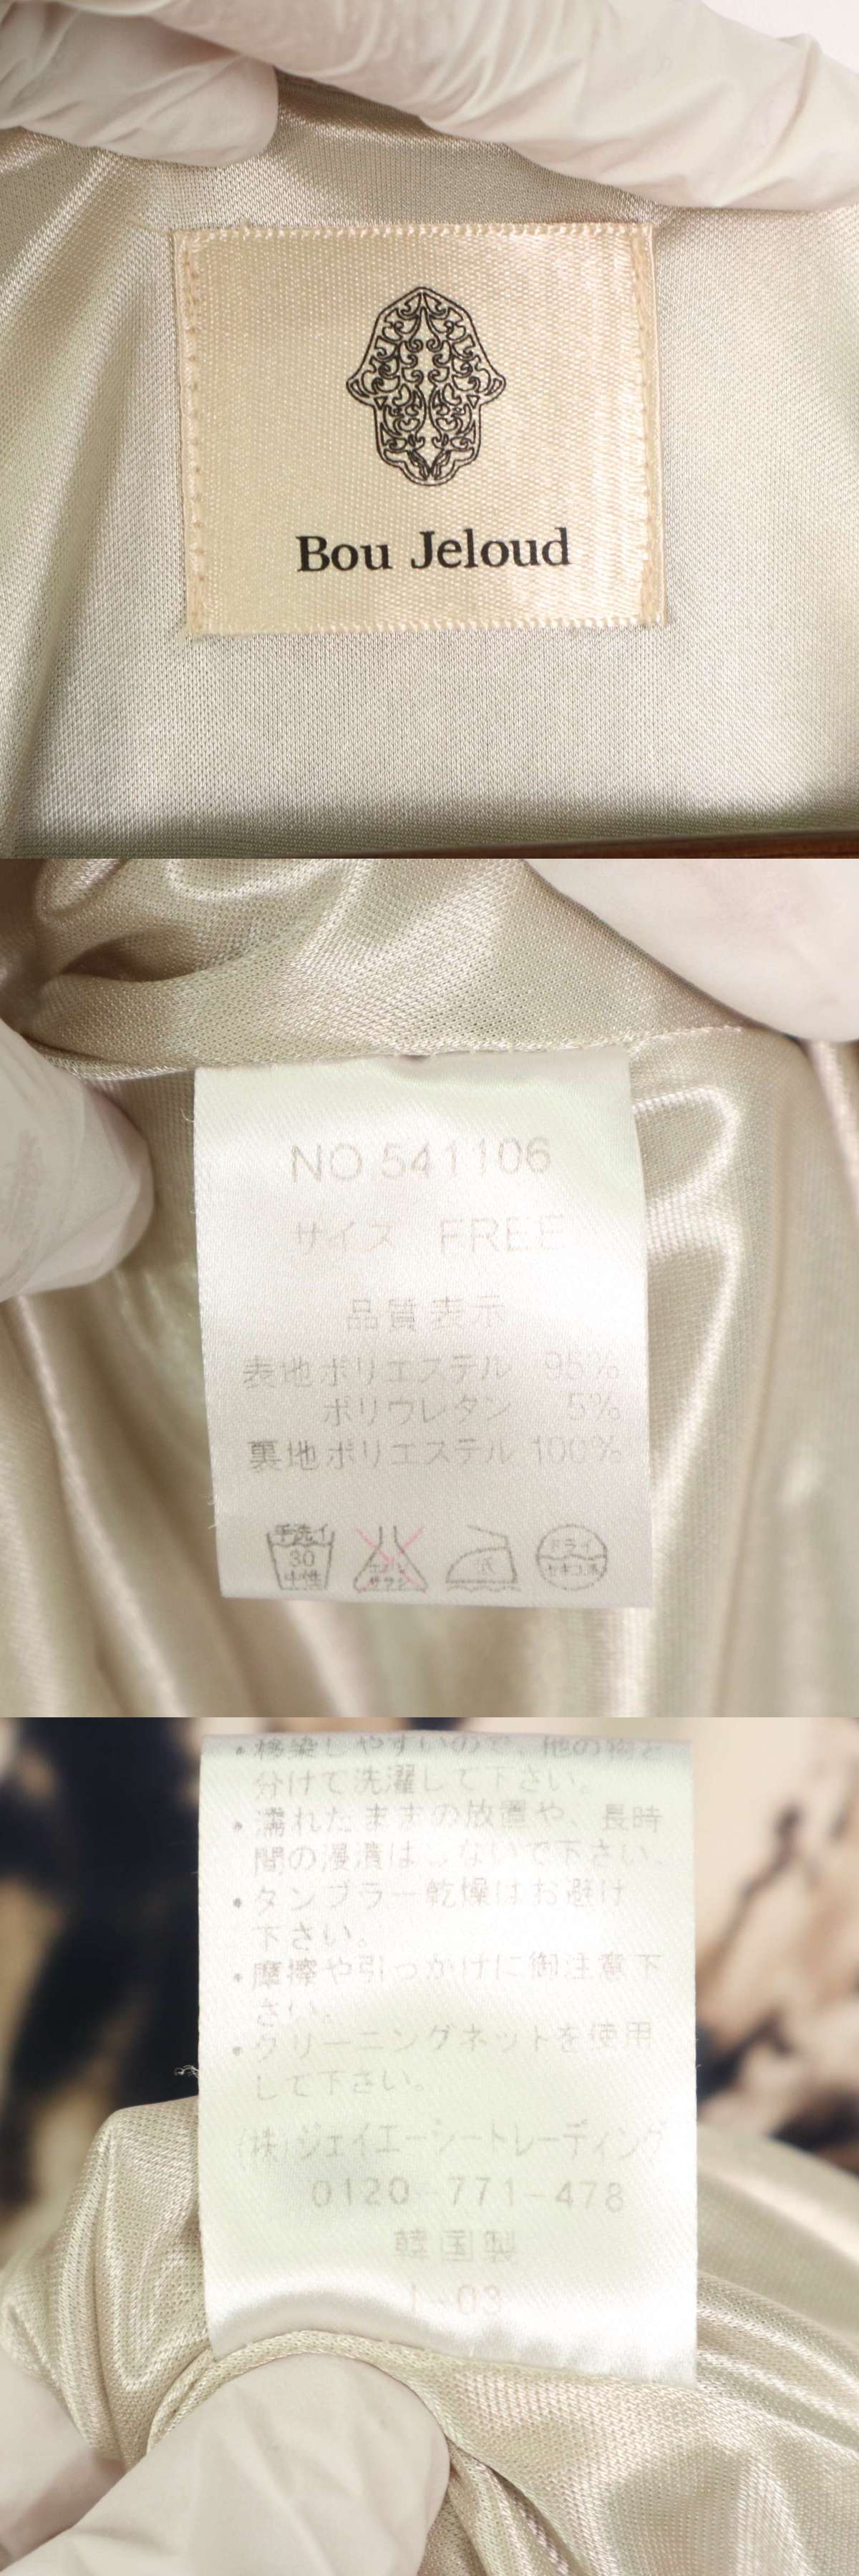 Bou Jeloud
NO.541106
サイズ FREE
品質表示
表地ポリエステル 95%
ポリウレタン 5%
裏地ポリエステル 100%
手洗イ
30
中性
エンソ
サラシ
低
ドライ
セキユ系
・移染しやすいので、他の物と
分けて洗濯して下さい。
・濡れたままの放置や、長時
間の浸漬はしないで下さい。
・タンブラー乾燥はお避け
下さい。
・摩擦や引っかけに御注意下
さい。
・クリーニングネットを使用
して下さい。
(株)ジェイエーシートレーディング
0120-771-478
韓国製
I-03